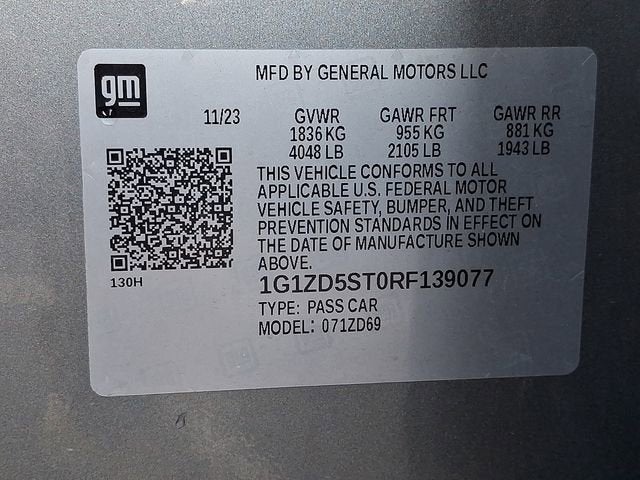 gm
MFD BY GENERAL MOTORS LLC
11/23 GVWR GAWR FRT GAWR RR
1836 KG 955 KG 881 KG
4048 LB 2105 LB 1943 LB
THIS VEHICLE CONFORMS TO ALL
APPLICABLE U.S. FEDERAL MOTOR
VEHICLE SAFETY, BUMPER, AND THEFT
PREVENTION STANDARDS IN EFFECT ON
THE DATE OF MANUFACTURE SHOWN
ABOVE.
130H
1G1ZD5ST0RF139077
TYPE: PASS CAR
MODEL: 071ZD69